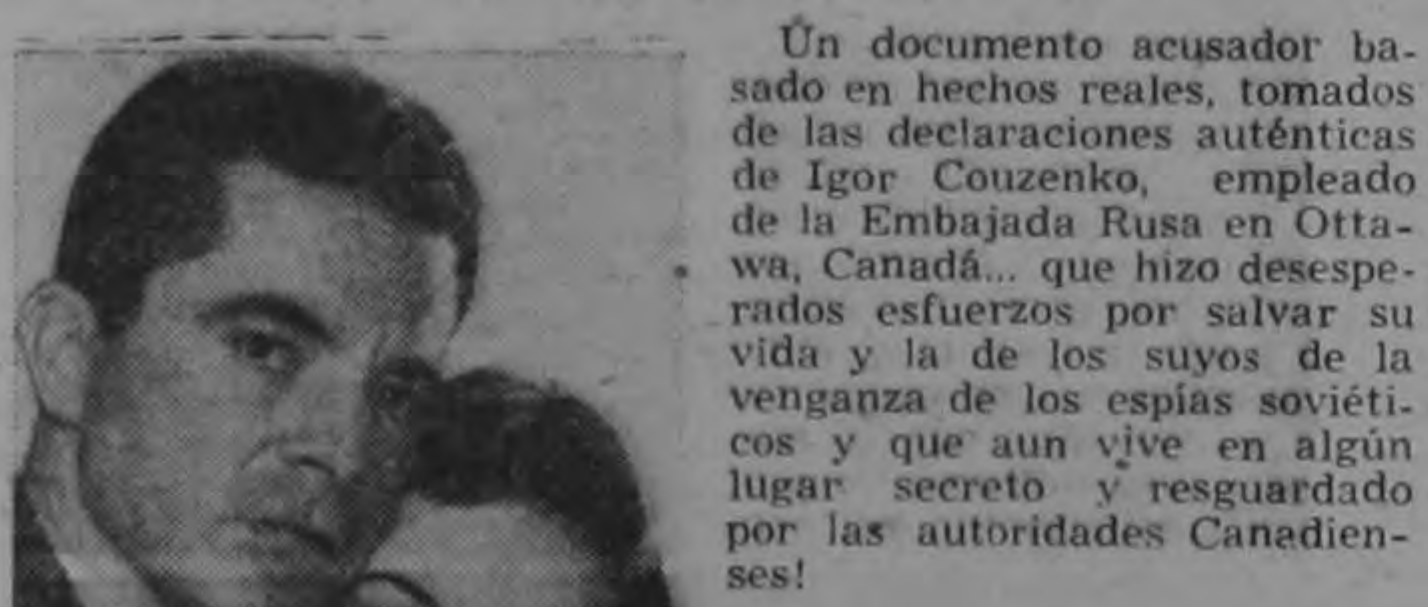 Un documento acusador ba-
sado en hechos reales, tomados
de las declaraciones auténticas
de Igor Couzenko, empleado
de la Embajada Rusa en Otta-
wa, Canadá... que hizo desespe-
rados esfuerzos por salvar su
vida y la de los suyos de la
venganza de los espías soviéti-
cos y que aun vive en algún
lugar secreto y resguardado
por las autoridades Canadien-
ses!